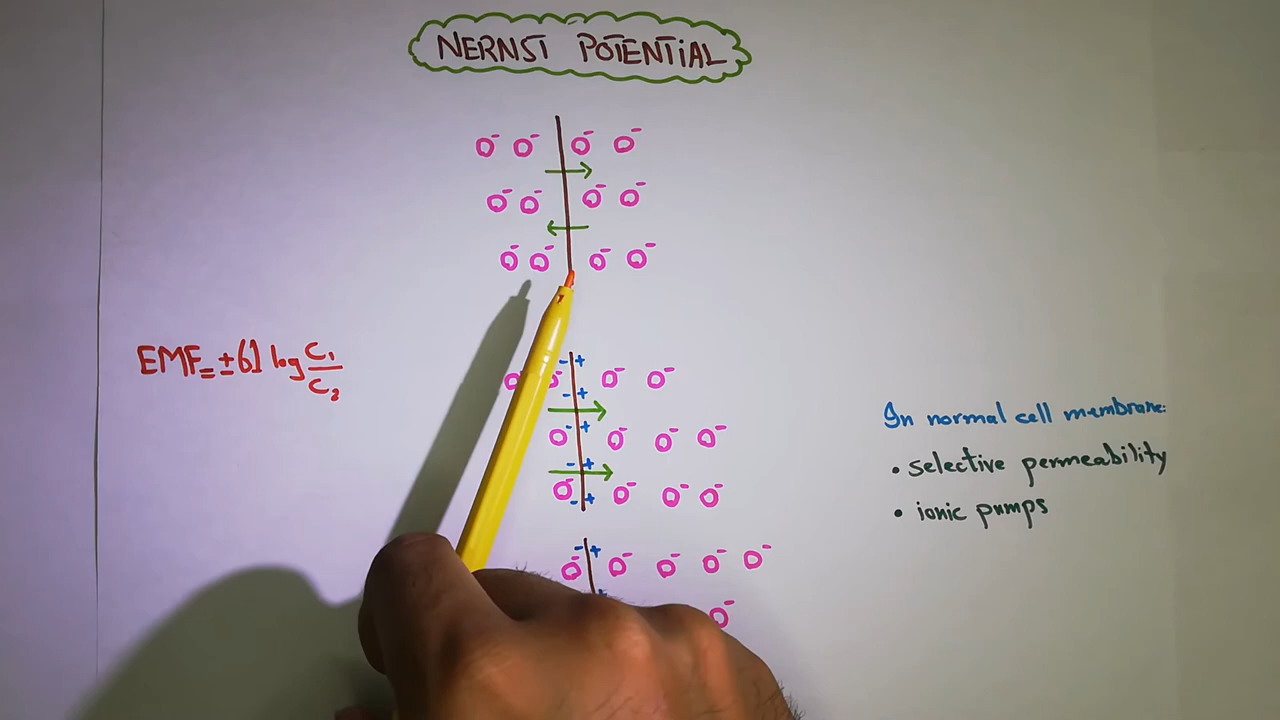 NERNST POTENTIAL
EMF = ±61 log C₁/C₂
In normal cell membrane:
• selective permeability
• ionic pumps